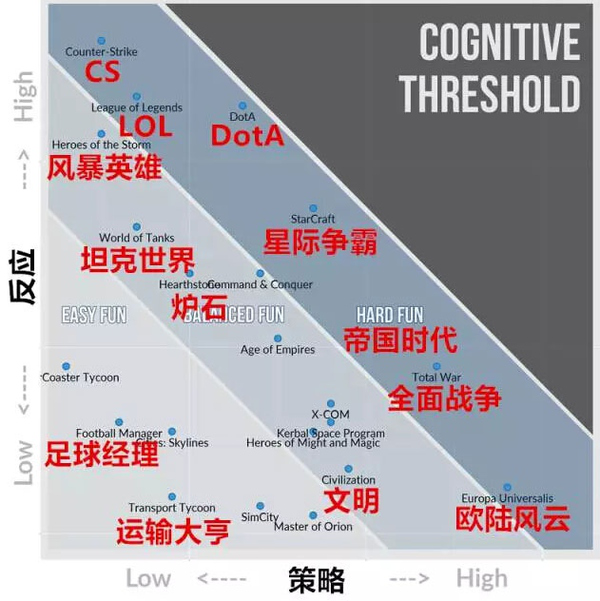 COGNITIVE
THRESHOLD
Counter-Strike
CS
League of Legends
LOL
DotA
DotA
Heroes of the Storm
风暴英雄
StarCraft
星际争霸
World of Tanks
坦克世界
Hearthstone
炉石
Command & Conquer
EASY FUN
BALANCED FUN
HARD FUN
帝国时代
Age of Empires
Coaster Tycoon
Total War
全面战争
X-COM
Football Manager
足球经理
Cities: Skylines
Kerbal Space Program
Heroes of Might and Magic
Civilization
文明
Europa Universalis
欧陆风云
Transport Tycoon
运输大亨
SimCity
Master of Orion
High
--->
反应
<----
Low
Low <---- 策略 ---> High